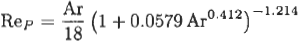 Re_P = \frac{Ar}{18} \left( 1 + 0.0579 Ar^{0.412} \right)^{-1.214}